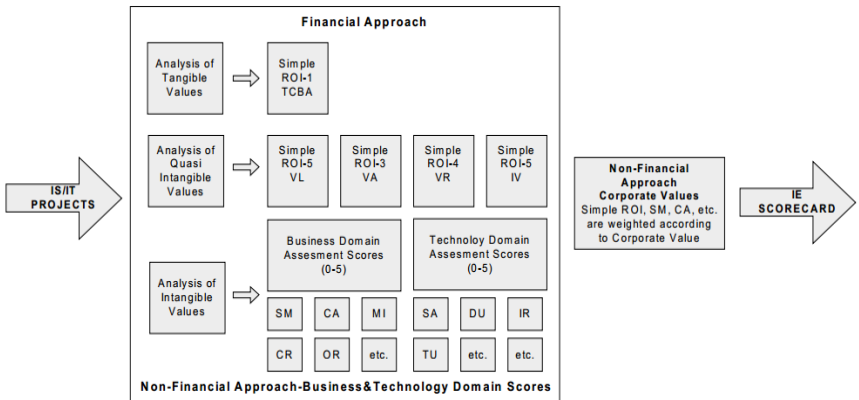 Financial Approach
Analysis of
Tangible
Values
Simple
ROI-1
TCBA
Analysis of
Quasi
Intangible
Values
Simple
ROI-5
VL
Simple
ROI-3
VA
Simple
ROI-4
VR
Simple
ROI-5
IV
IS/IT
PROJECTS
Non-Financial
Approach
Corporate Values
Simple ROI, SM, CA, etc.
are weighted according
to Corporate Value
IE
SCORECARD
Analysis of
Intangible
Values
Business Domain
Assesment Scores
(0-5)
Technoloy Domain
Assesment Scores
(0-5)
SM
CA
MI
SA
DU
IR
CR
OR
etc.
TU
etc.
etc.
Non-Financial Approach-Business&Technology Domain Scores